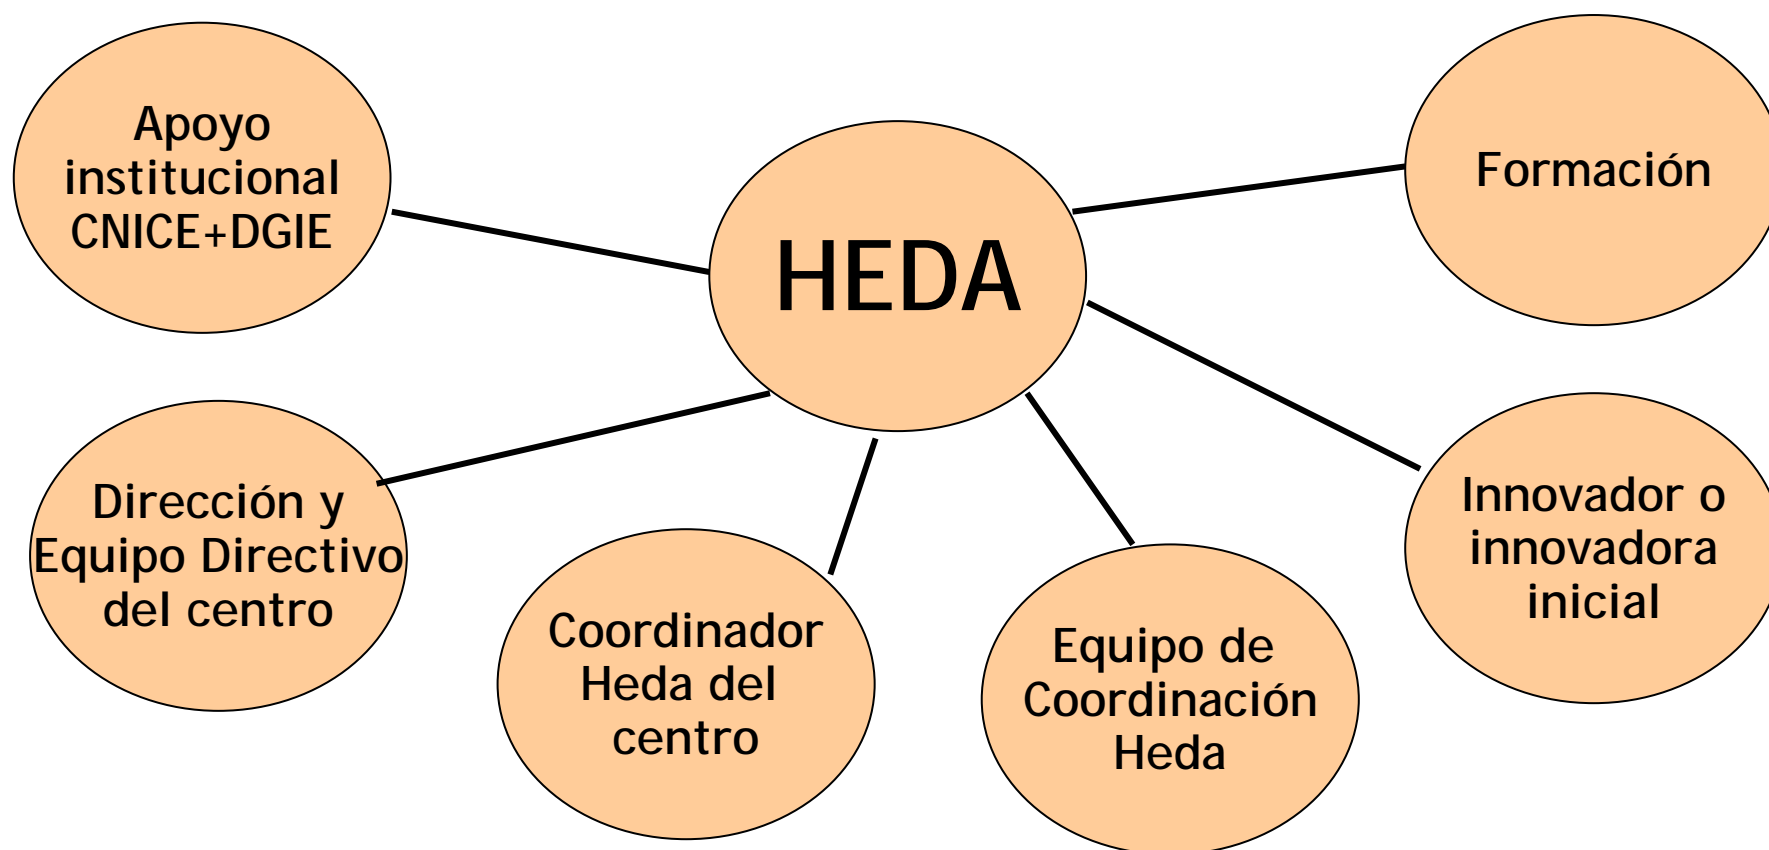 Apoyo
institucional
CNICE+DGIE
HEDA
Formación
Dirección y
Equipo Directivo
del centro
Coordinador
Heda del
centro
Equipo de
Coordinación
Heda
Innovador o
innovadora
inicial